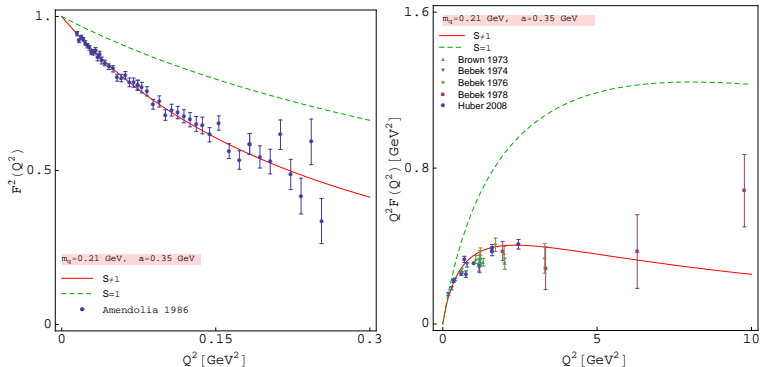 1.
0.5
0
F²(Q²)
m_q=0.21 GeV, a=0.35 GeV
S≠1
S=1
Amendolia 1986
0 0.15 0.3
Q²[GeV²]
1.6
0.8
0
Q²F(Q²)[GeV²]
m_q=0.21 GeV, a=0.35 GeV
S≠1
S=1
Brown 1973
Bebek 1974
Bebek 1976
Bebek 1978
Huber 2008
0 5 10
Q²[GeV²]